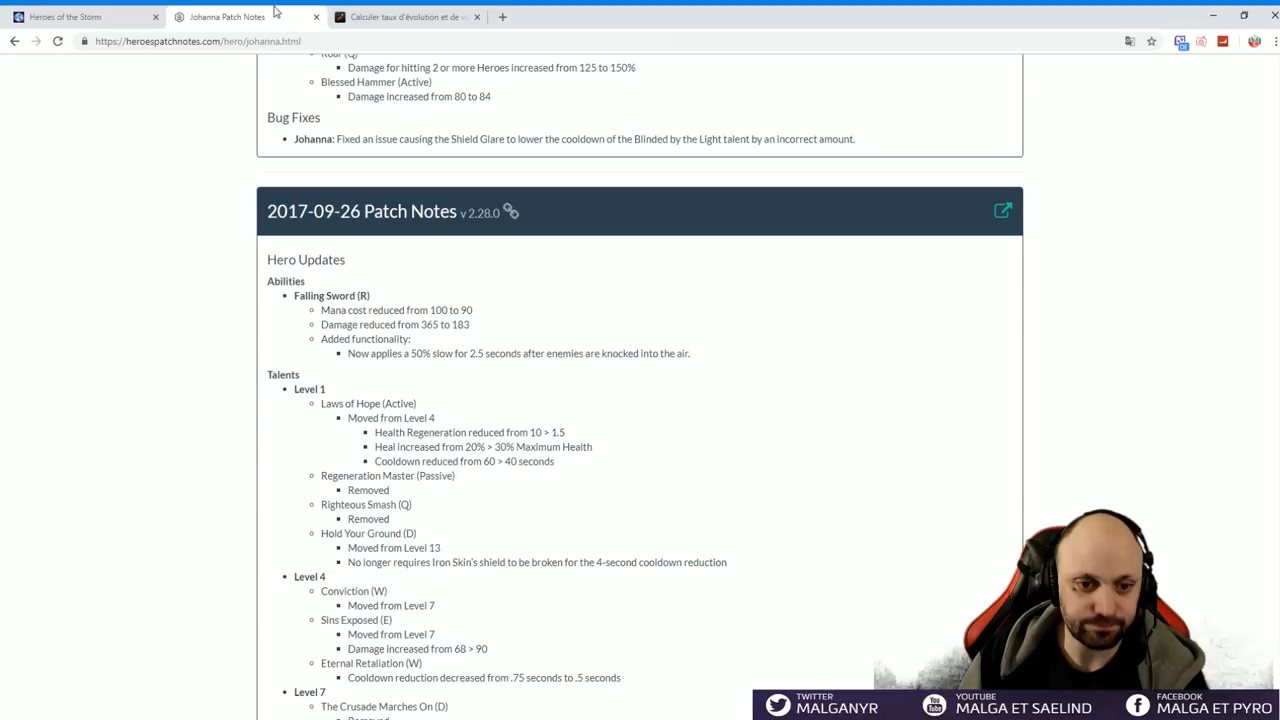 Heroes of the Storm
Johanna Patch Notes
Calculer taux d'évolution et de v
https://heroespatchnotes.com/hero/johanna.html
Roar (Q)
Damage for hitting 2 or more Heroes increased from 125 to 150%
Blessed Hammer (Active)
Damage increased from 80 to 84
Bug Fixes
Johanna: Fixed an issue causing the Shield Glare to lower the cooldown of the Blinded by the Light talent by an incorrect amount.
2017-09-26 Patch Notes v 2.28.0
Hero Updates
Abilities
Falling Sword (R)
Mana cost reduced from 100 to 90
Damage reduced from 365 to 183
Added functionality:
Now applies a 50% slow for 2.5 seconds after enemies are knocked into the air.
Talents
Level 1
Laws of Hope (Active)
Moved from Level 4
Health Regeneration reduced from 10 > 1.5
Heal increased from 20% > 30% Maximum Health
Cooldown reduced from 60 > 40 seconds
Regeneration Master (Passive)
Removed
Righteous Smash (Q)
Removed
Hold Your Ground (D)
Moved from Level 13
No longer requires Iron Skin's shield to be broken for the 4-second cooldown reduction
Level 4
Conviction (W)
Moved from Level 7
Sins Exposed (E)
Moved from Level 7
Damage increased from 68 > 90
Eternal Retaliation (W)
Cooldown reduction decreased from .75 seconds to .5 seconds
Level 7
The Crusade Marches On (D)
Removed
TWITTER
MALGANYR
YOUTUBE
MALGA ET SAELIND
FACEBOOK
MALGA ET PYRO